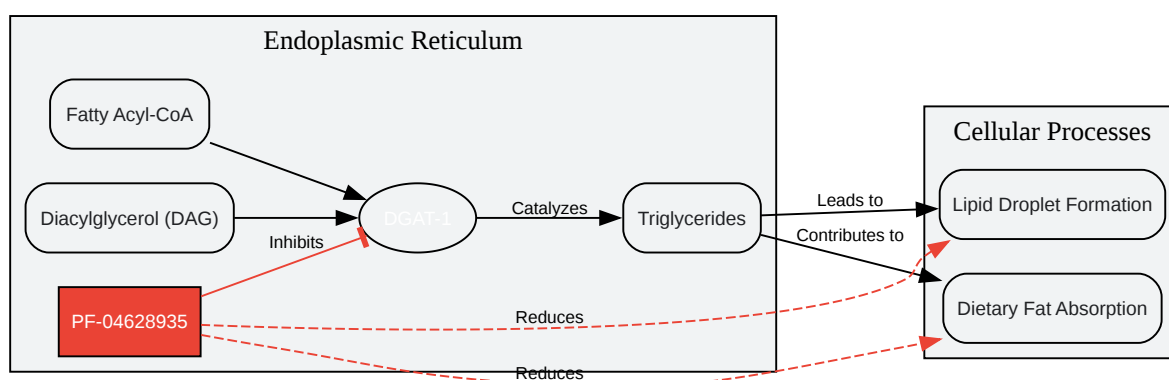 Endoplasmic Reticulum
Fatty Acyl-CoA
Diacylglycerol (DAG)
DGAT-1
Inhibits
PF-04628935
Catalyzes
Triglycerides
Leads to
Contributes to
Reduces
Reduces
Cellular Processes
Lipid Droplet Formation
Dietary Fat Absorption